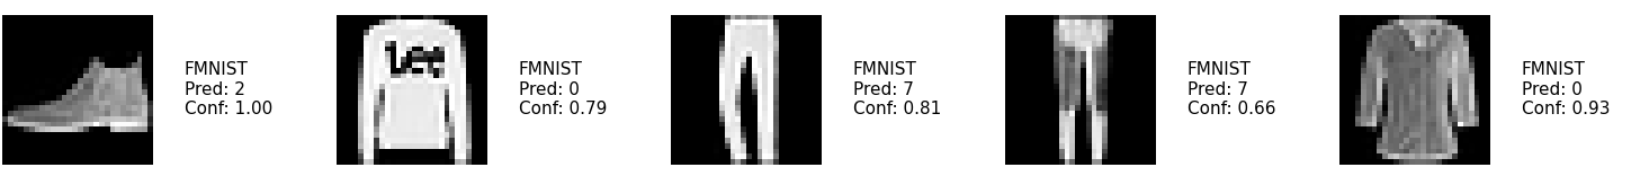 FMNIST
Pred: 2
Conf: 1.00
Lee
FMNIST
Pred: 0
Conf: 0.79
FMNIST
Pred: 7
Conf: 0.81
FMNIST
Pred: 7
Conf: 0.66
FMNIST
Pred: 0
Conf: 0.93